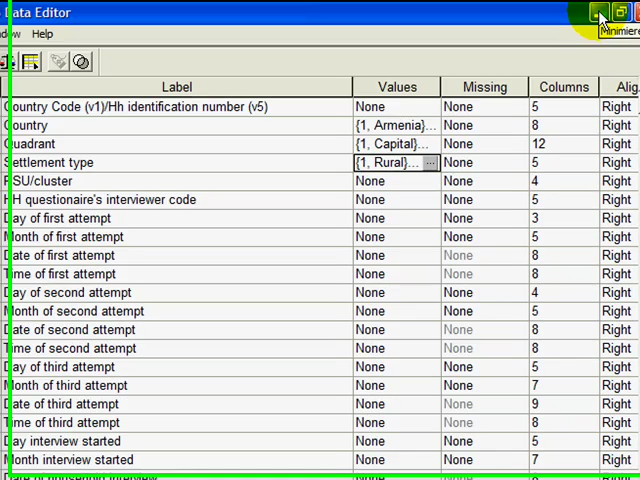 Data Editor
Minimiere
dow Help
Label Values Missing Columns Alig
Country Code (v1)/Hh identification number (v5) None None 5 Right
Country {1, Armenia}... None 8 Right
Quadrant {1, Capital}... None 12 Right
Settlement type {1, Rural}... ... None 5 Right
PSU/cluster None None 4 Right
HH questionaire's interviewer code None None 5 Right
Day of first attempt None None 3 Right
Month of first attempt None None 5 Right
Date of first attempt None None 8 Right
Time of first attempt None None 8 Right
Day of second attempt None None 4 Right
Month of second attempt None None 5 Right
Date of second attempt None None 8 Right
Time of second attempt None None 8 Right
Day of third attempt None None 5 Right
Month of third attempt None None 7 Right
Date of third attempt None None 9 Right
Time of third attempt None None 8 Right
Day interview started None None 5 Right
Month interview started None None 7 Right